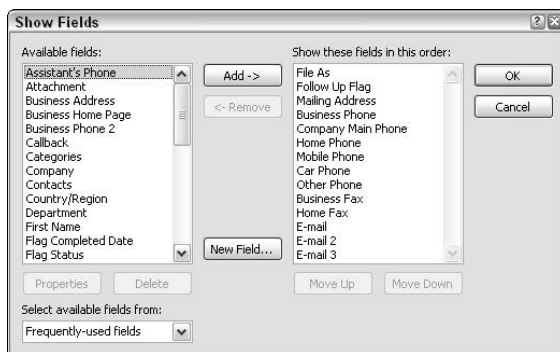 Show Fields
Available fields:
Assistant's Phone
Attachment
Business Address
Business Home Page
Business Phone 2
Callback
Categories
Company
Contacts
Country/Region
Department
First Name
Flag Completed Date
Flag Status
Properties
Delete
Select available fields from:
Frequently-used fields
Add ->
<- Remove
New Field...
Show these fields in this order:
File As
Follow Up Flag
Mailing Address
Business Phone
Company Main Phone
Home Phone
Mobile Phone
Car Phone
Other Phone
Business Fax
Home Fax
E-mail
E-mail 2
E-mail 3
Move Up
Move Down
OK
Cancel